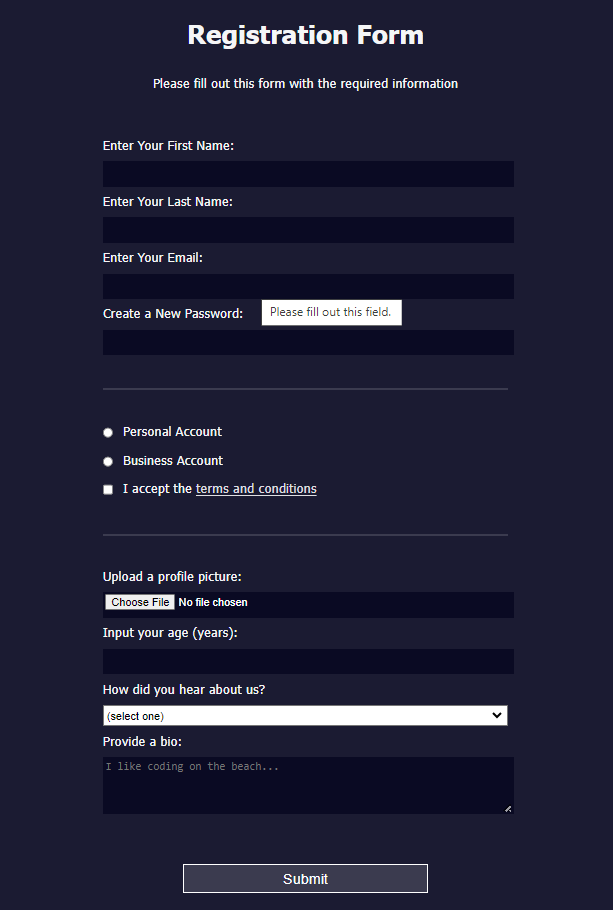 Registration Form
Please fill out this form with the required information
Enter Your First Name:
Enter Your Last Name:
Enter Your Email:
Create a New Password: Please fill out this field.
Personal Account
Business Account
I accept the terms and conditions
Upload a profile picture:
Choose File No file chosen
Input your age (years):
How did you hear about us?
(select one)
Provide a bio:
I like coding on the beach...
Submit